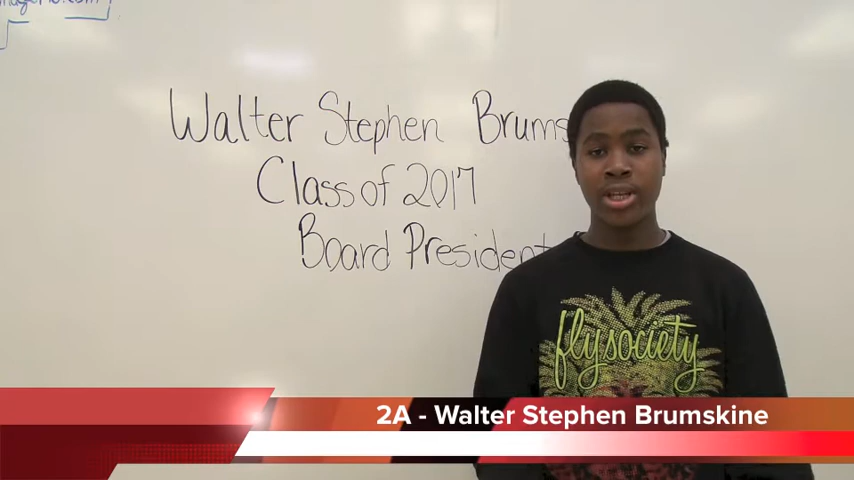 Walter Stephen Brums
Class of 2017
Board President
flysociety
2A - Walter Stephen Brumskine